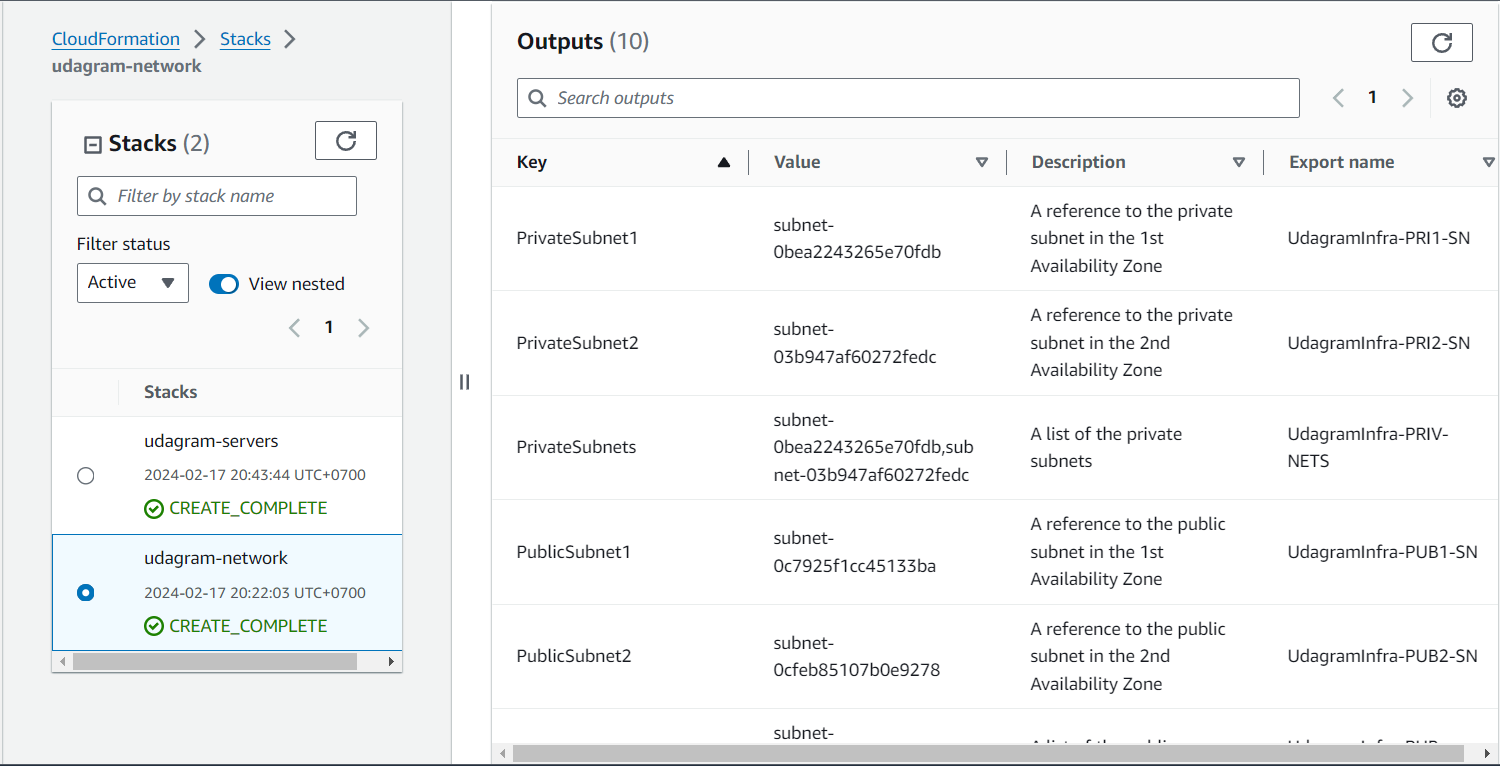 CloudFormation > Stacks >
udagram-network
Stacks (2)
Filter by stack name
Filter status
Active
View nested
1
Stacks
udagram-servers
2024-02-17 20:43:44 UTC+0700
CREATE_COMPLETE
udagram-network
2024-02-17 20:22:03 UTC+0700
CREATE_COMPLETE
Outputs (10)
Search outputs
1
Key Value Description Export name
PrivateSubnet1
subnet-
0bea2243265e70fdb
A reference to the private
subnet in the 1st
Availability Zone
UdagramInfra-PRI1-SN
PrivateSubnet2
subnet-
03b947af60272fedc
A reference to the private
subnet in the 2nd
Availability Zone
UdagramInfra-PRI2-SN
PrivateSubnets
subnet-
0bea2243265e70fdb,sub
net-03b947af60272fedc
A list of the private
subnets
UdagramInfra-PRIV-
NETS
PublicSubnet1
subnet-
0c7925f1cc45133ba
A reference to the public
subnet in the 1st
Availability Zone
UdagramInfra-PUB1-SN
PublicSubnet2
subnet-
0cfeb85107b0e9278
A reference to the public
subnet in the 2nd
Availability Zone
UdagramInfra-PUB2-SN
subnet-